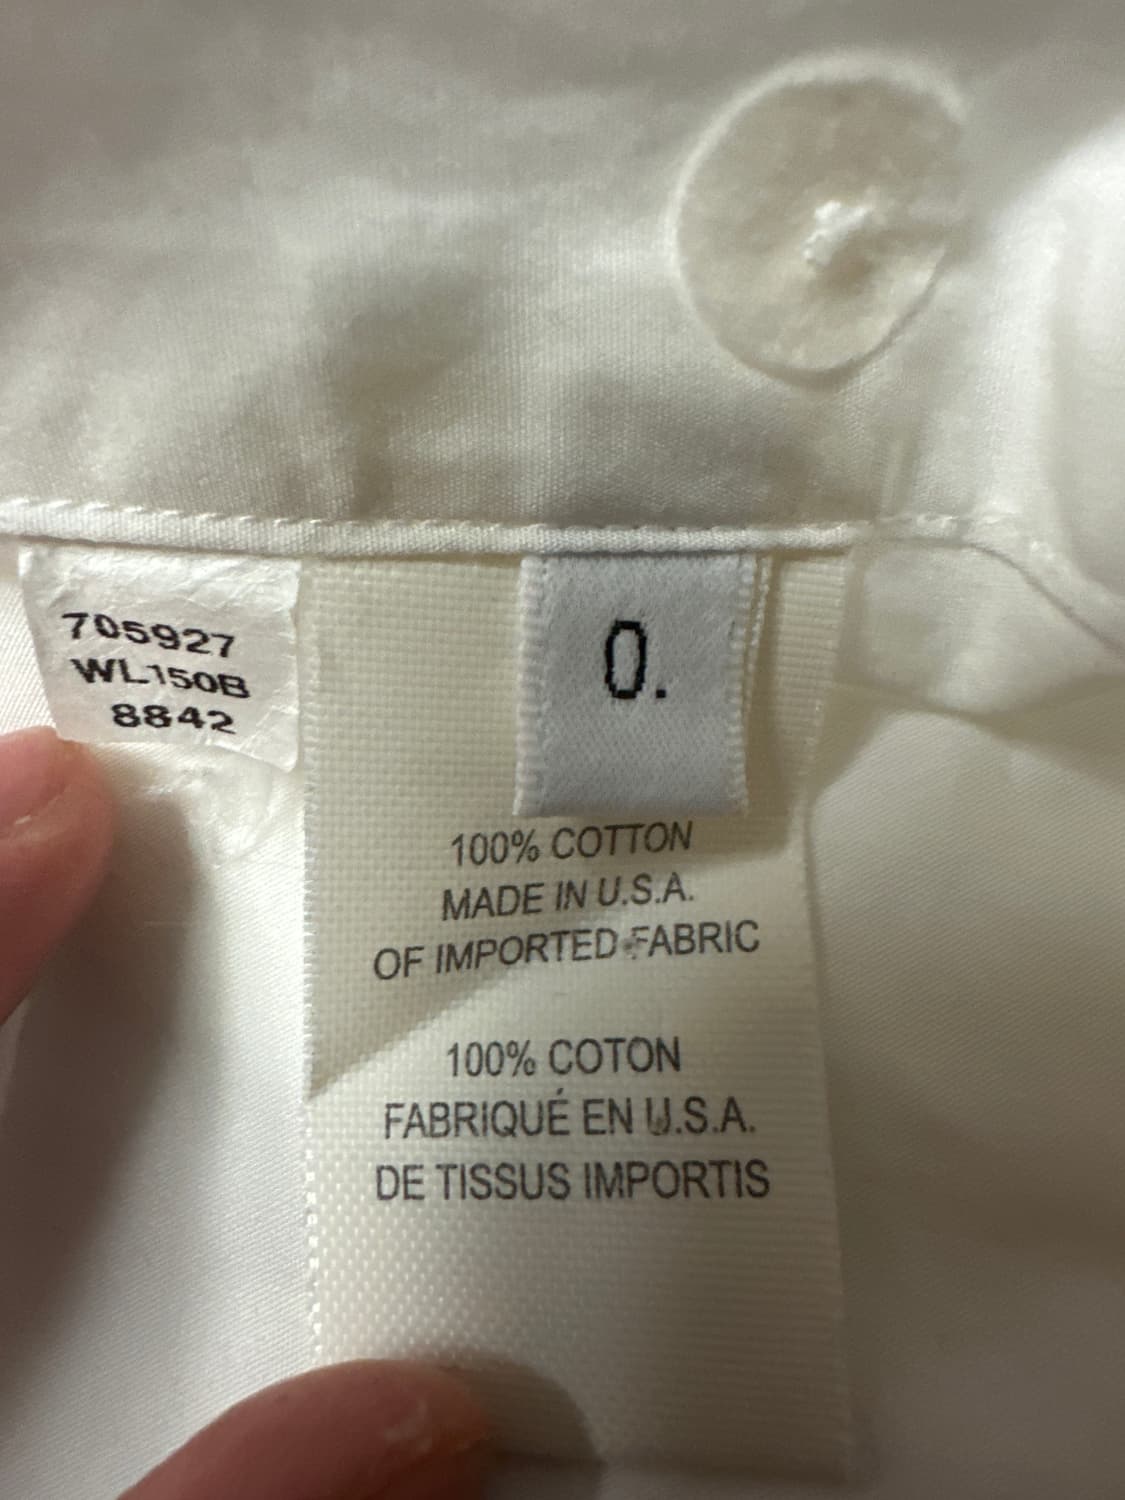 705927
WL150B
8842
0.
100% COTTON
MADE IN U.S.A.
OF IMPORTED FABRIC
100% COTON
FABRIQUÉ EN U.S.A.
DE TISSUS IMPORTIS